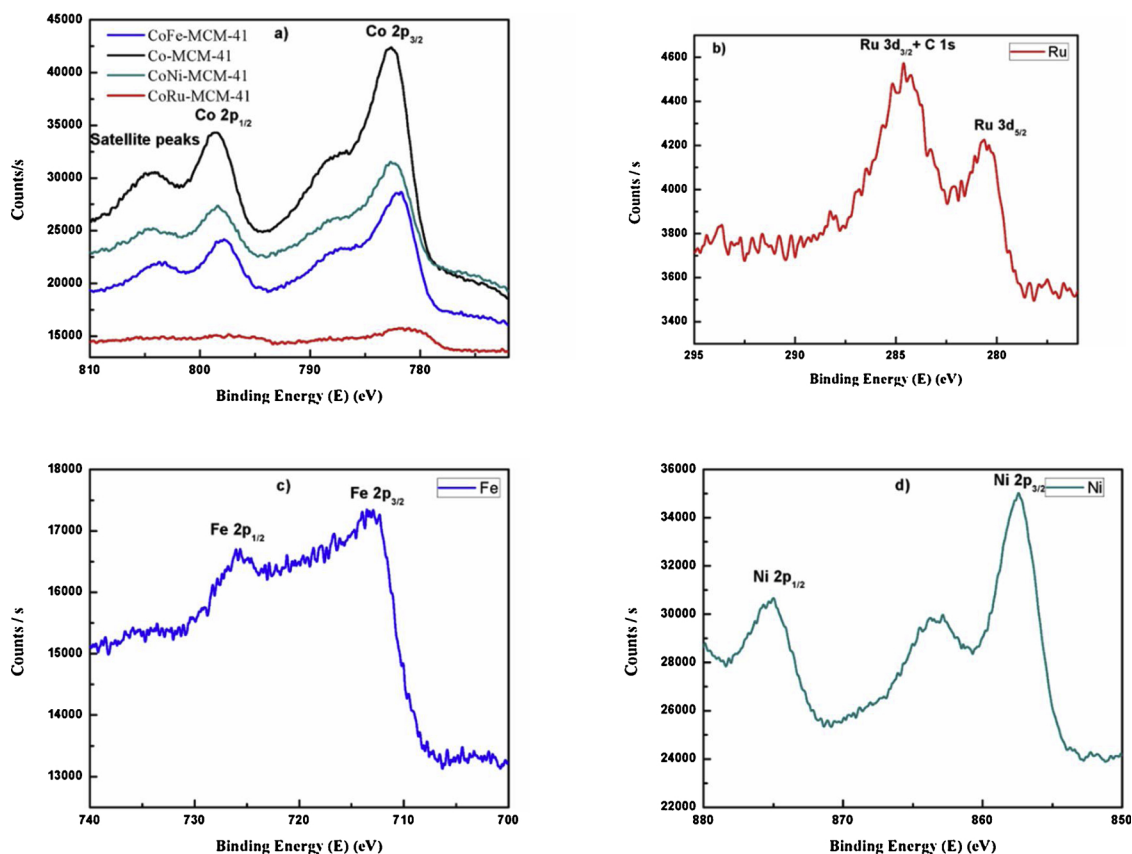 a)
CoFe-MCM-41
Co-MCM-41
CoNi-MCM-41
CoRu-MCM-41
Co 2p3/2
Co 2p1/2
Satellite peaks
45000
40000
35000
30000
25000
20000
15000
Counts/s
810 800 790 780
Binding Energy (E) (eV)
b)
Ru 3d3/2 + C 1s
Ru
Ru 3d5/2
4600
4400
4200
4000
3800
3600
3400
Counts / s
295 290 285 280
Binding Energy (E) (eV)
c)
Fe 2p3/2
Fe
Fe 2p1/2
18000
17000
16000
15000
14000
13000
Counts / s
740 730 720 710 700
Binding Energy (E) (eV)
d)
Ni 2p3/2
Ni
Ni 2p1/2
36000
34000
32000
30000
28000
26000
24000
22000
Counts / s
880 870 860 850
Binding Energy (E) (eV)